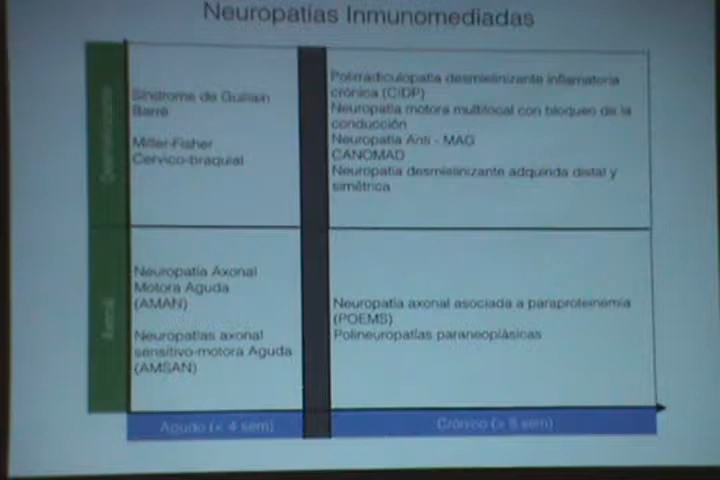 Neuropatías Inmunomediadas
Síndrome de Guillain
Barré
Miller-Fisher
Cervico-braquial
Polirradiculopatía desmielinizante inflamatoria
crónica (CIDP)
Neuropatía motora multifocal con bloqueo de la
conducción
Neuropatía Anti - MAG
CANOMAD
Neuropatía desmielinizante adquirida distal y
simétrica
Axonal
Neuropatía Axonal
Motora Aguda
(AMAN)
Neuropatías axonal
sensitivo-motora Aguda
(AMSAN)
Neuropatía axonal asociada a paraproteinemia
(POEMS)
Polineuropatías paraneoplásicas
Agudo (< 4 sem)
Crónico (> 8 sem)